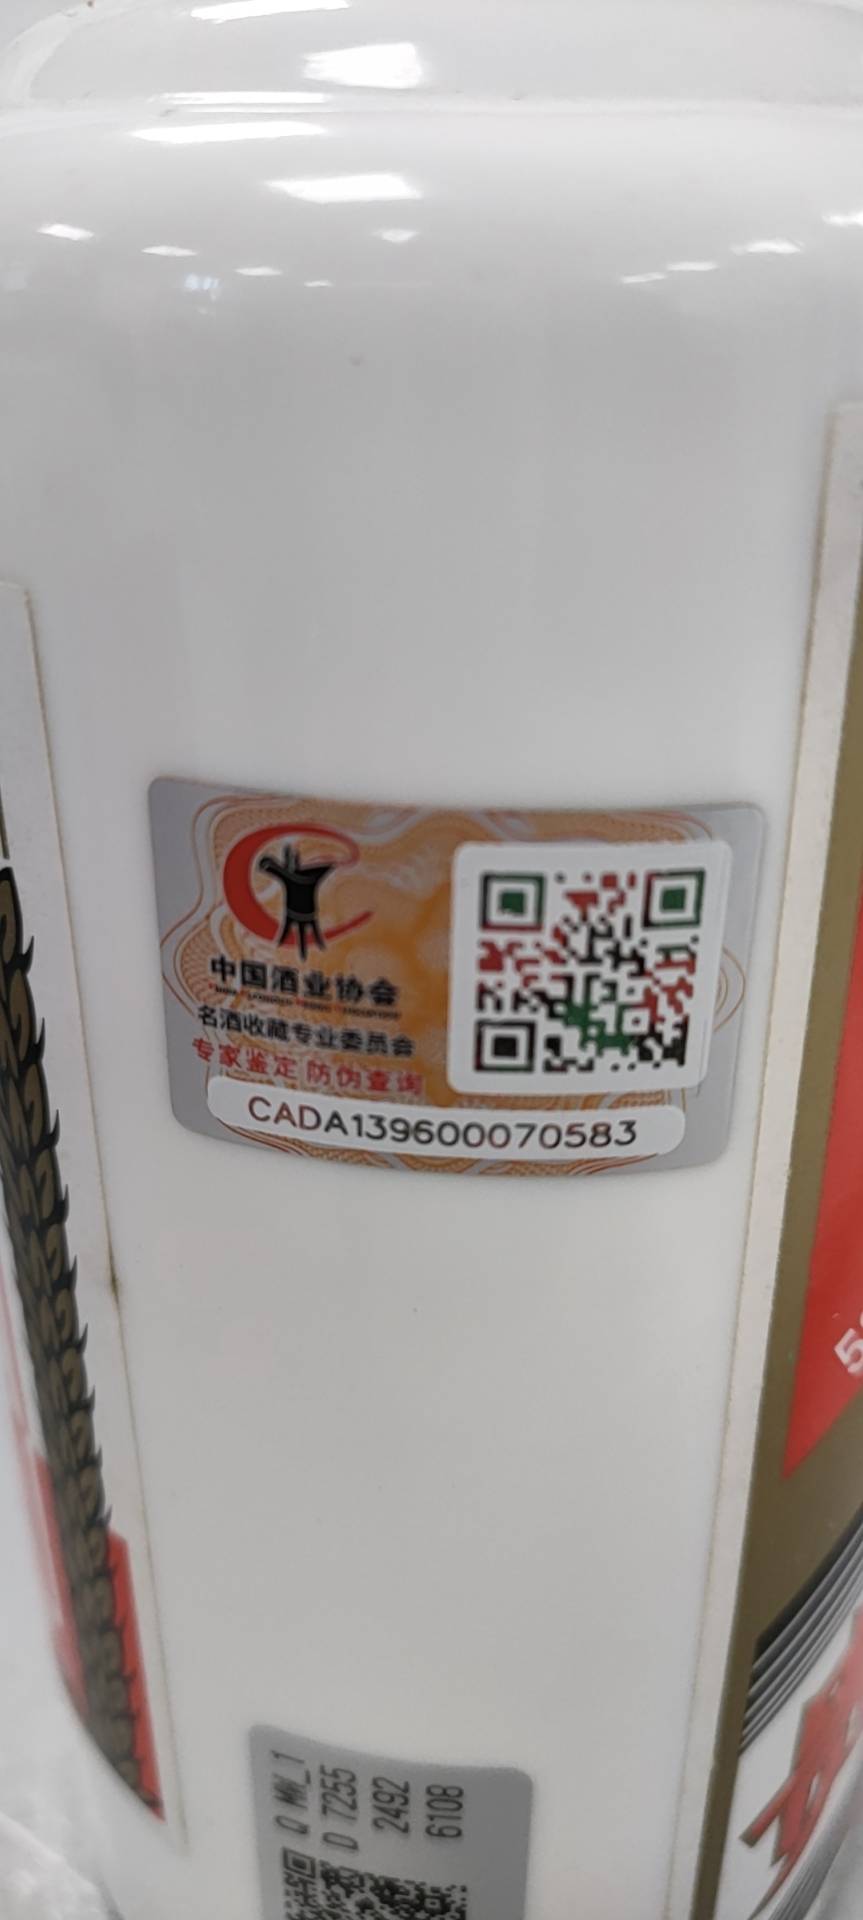 中国酒业协会
名酒收藏专业委员会
专家鉴定 防伪查询
CADA139600070583
Q MW_1
D 7255
2492
6108